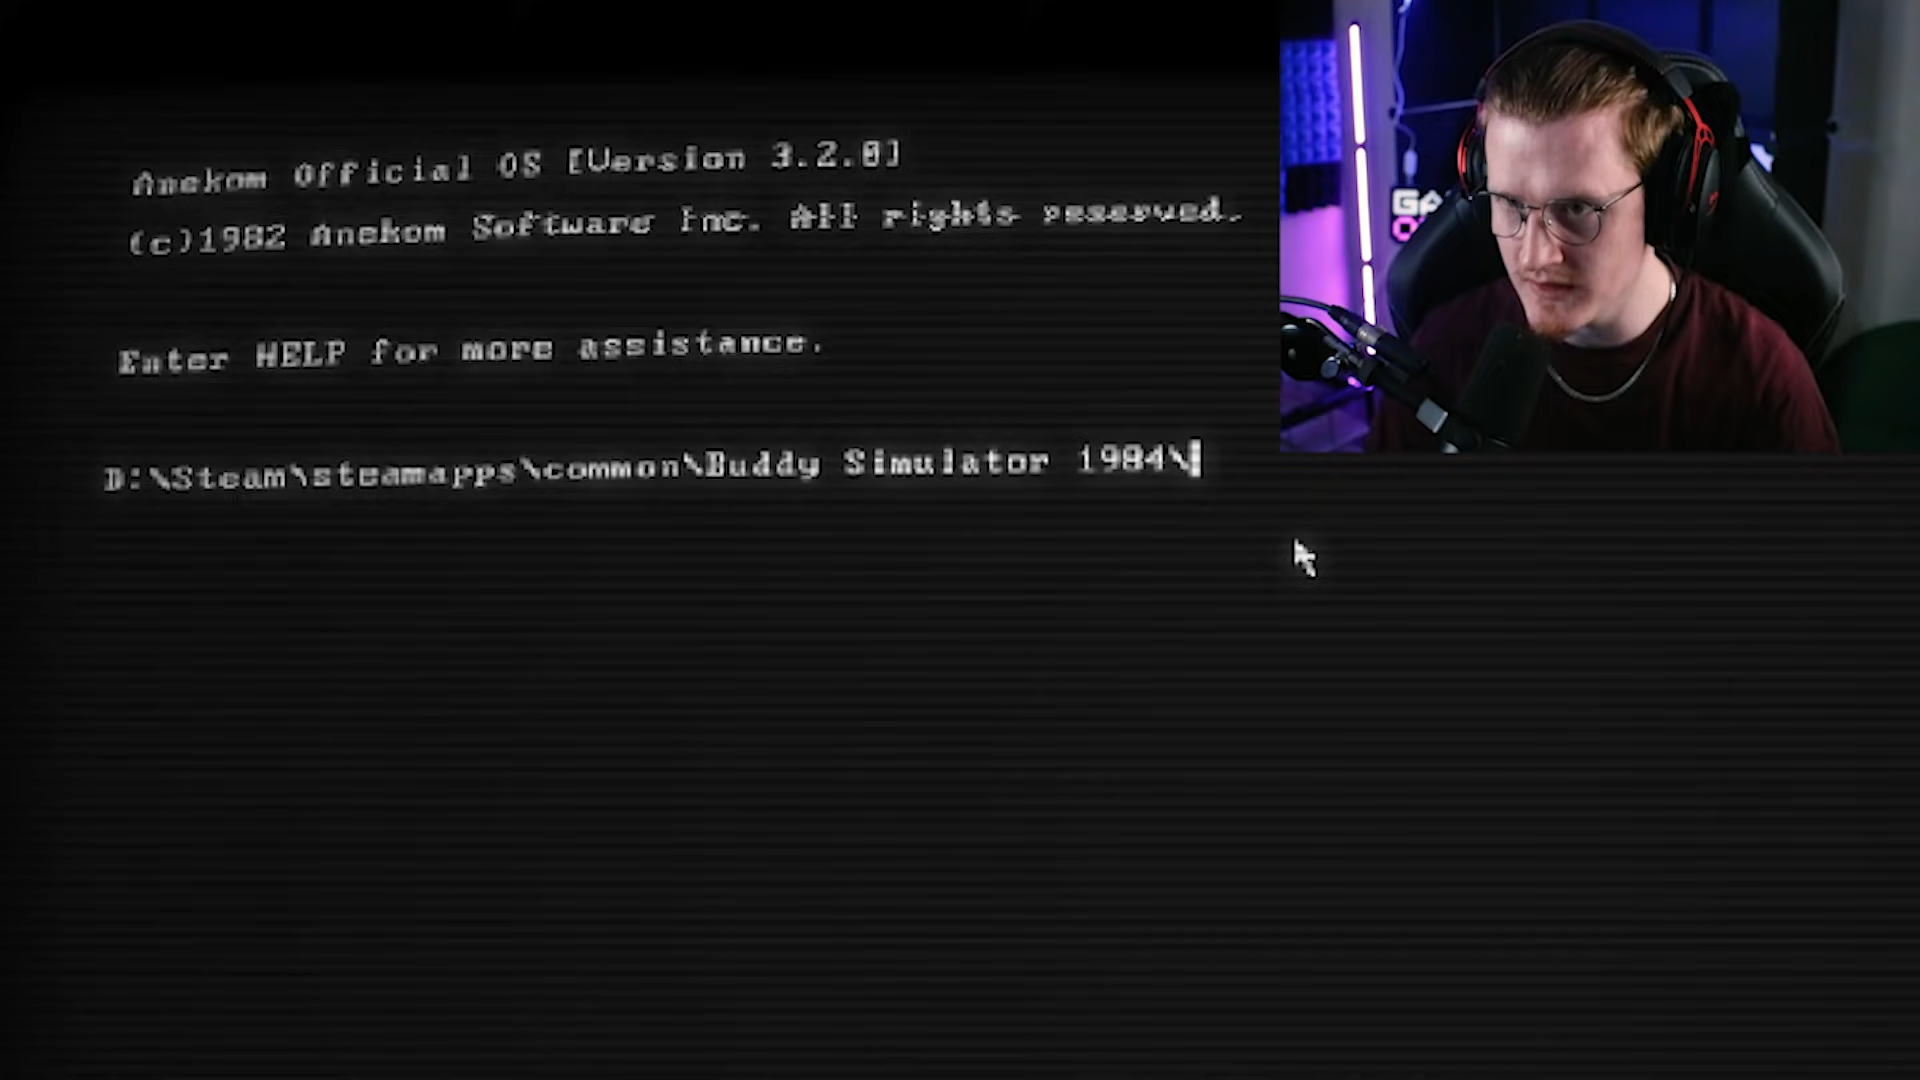 Anekom Official OS [Version 3.2.0]
(c)1982 Anekom Software Inc. All rights reserved.
Enter HELP for more assistance.
D:\Steam\steamapps\common\Buddy Simulator 1984\
GA